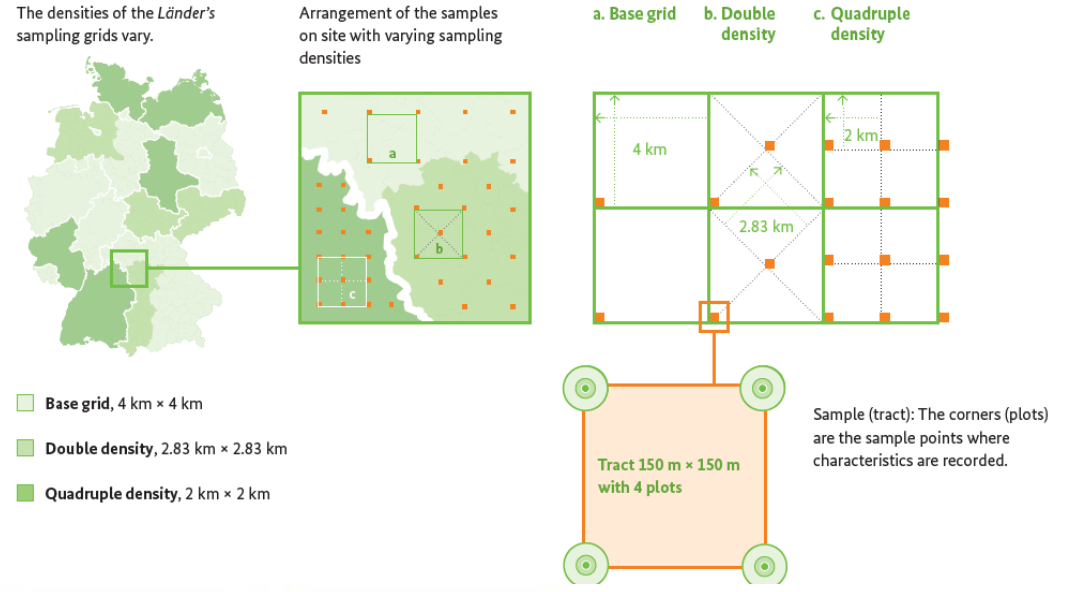 The densities of the Länder’s
sampling grids vary.
Arrangement of the samples
on site with varying sampling
densities
a. Base grid
b. Double
density
c. Quadruple
density
a
b
c
4 km
2.83 km
2 km
Base grid, 4 km × 4 km
Double density, 2.83 km × 2.83 km
Quadruple density, 2 km × 2 km
Tract 150 m × 150 m
with 4 plots
Sample (tract): The corners (plots)
are the sample points where
characteristics are recorded.